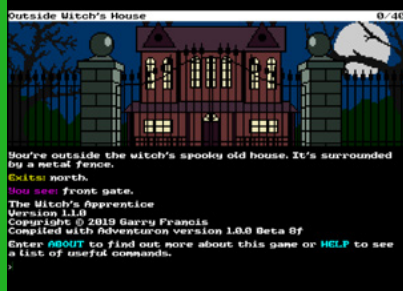 Outside Witch's House 0/40
You're outside the witch's spooky old house. It's surrounded
by a metal fence.
Exits: north.
You see: front gate.
The Witch's Apprentice
Version 1.1.0
Copyright © 2019 Garry Francis
Compiled with Adventuron version 1.0.0 Beta 8f
Enter ABOUT to find out more about this game or HELP to see
a list of useful commands.
>